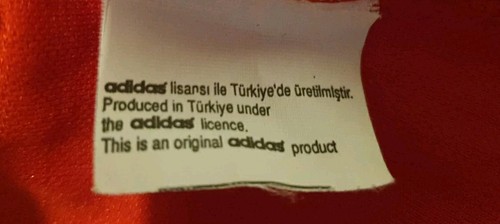 adidas lisansı ile Türkiye'de üretilmiştir.
Produced in Türkiye under
the adidas licence.
This is an original adidas product